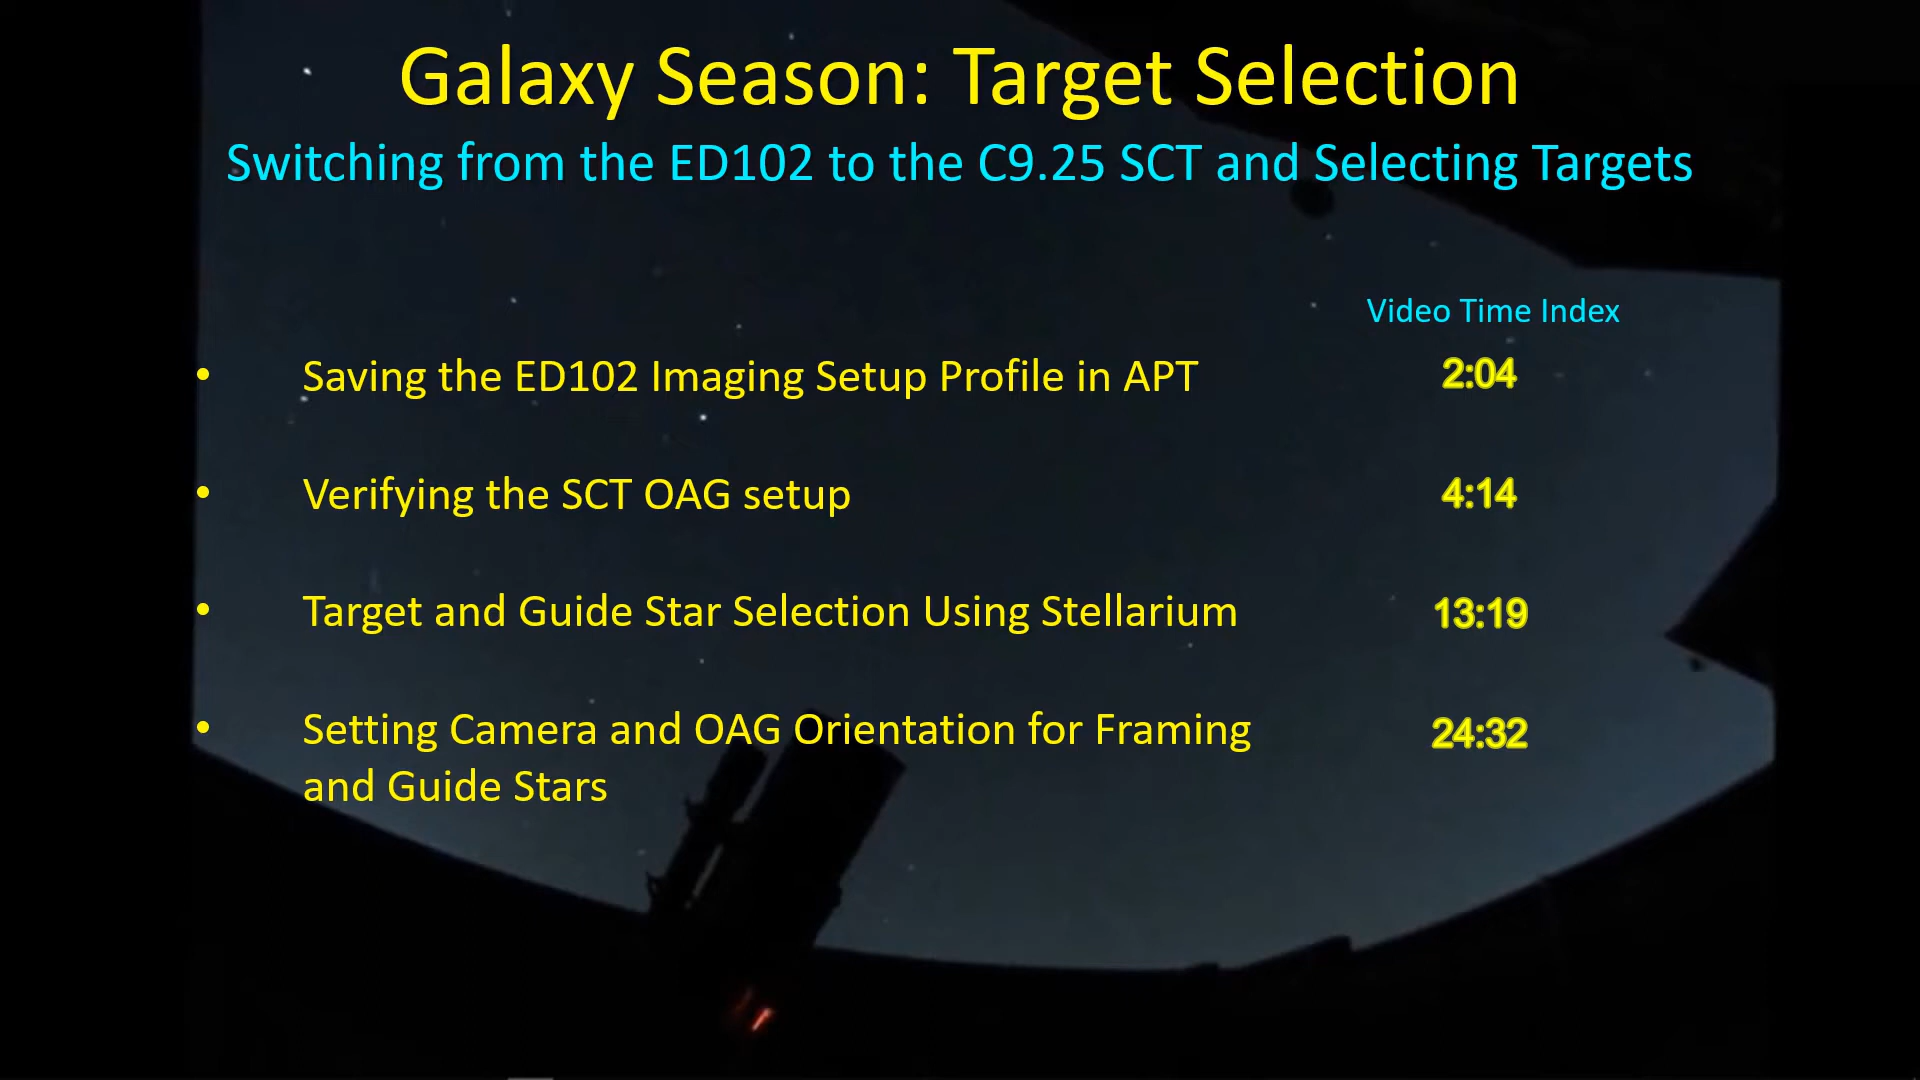 Galaxy Season: Target Selection
Switching from the ED102 to the C9.25 SCT and Selecting Targets
Video Time Index
• Saving the ED102 Imaging Setup Profile in APT 2:04
• Verifying the SCT OAG setup 4:14
• Target and Guide Star Selection Using Stellarium 13:19
• Setting Camera and OAG Orientation for Framing 24:32
and Guide Stars